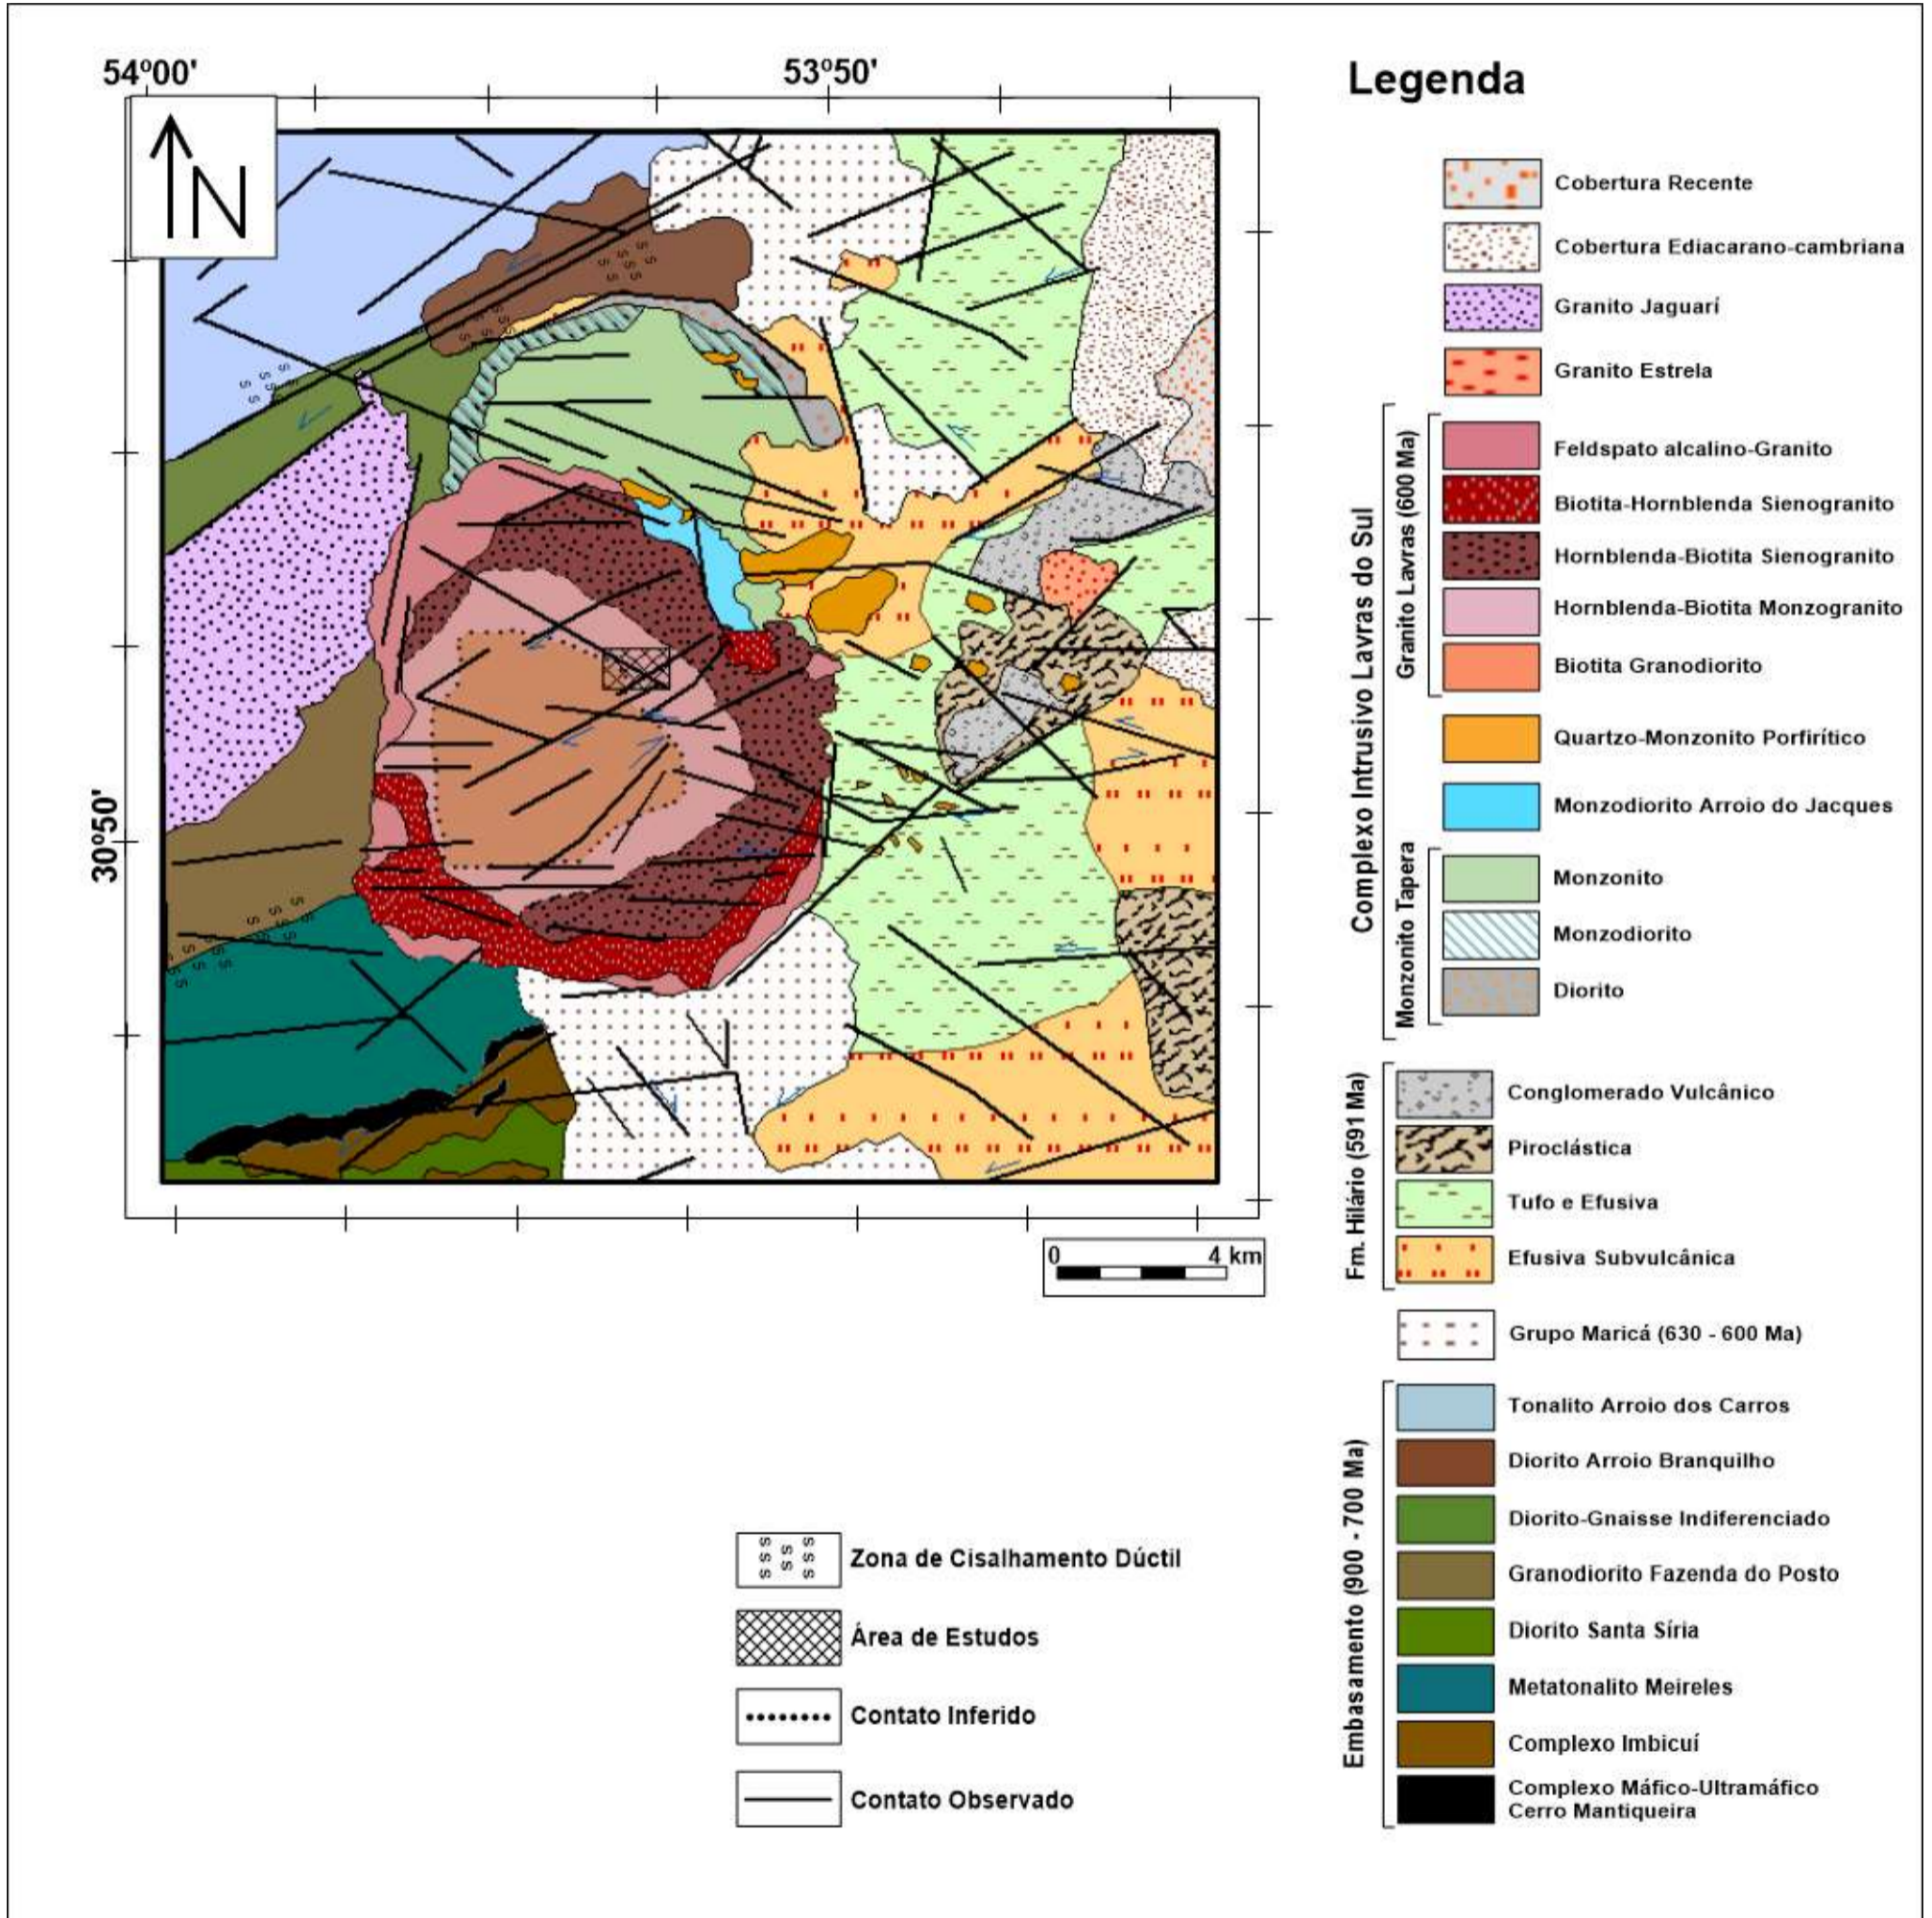 54º00'
53º50'
N
30º50'
0
4 km
Legenda
Cobertura Recente
Cobertura Ediacarano-cambriana
Granito Jaguarí
Granito Estrela
Complexo Intrusivo Lavras do Sul
Granito Lavras (600 Ma)
Feldspato alcalino-Granito
Biotita-Hornblenda Sienogranito
Hornblenda-Biotita Sienogranito
Hornblenda-Biotita Monzogranito
Biotita Granodiorito
Quartzo-Monzonito Porfirítico
Monzodiorito Arroio do Jacques
Monzonito Tapera
Monzonito
Monzodiorito
Diorito
Fm. Hilário (591 Ma)
Conglomerado Vulcânico
Piroclástica
Tufo e Efusiva
Efusiva Subvulcânica
Grupo Maricá (630 - 600 Ma)
Embasamento (900 - 700 Ma)
Tonalito Arroio dos Carros
Diorito Arroio Branquilho
Diorito-Gnaisse Indiferenciado
Granodiorito Fazenda do Posto
Diorito Santa Síria
Metatonalito Meireles
Complexo Imbicuí
Complexo Máfico-Ultramáfico
Cerro Mantiqueira
Zona de Cisalhamento Dúctil
Área de Estudos
Contato Inferido
Contato Observado